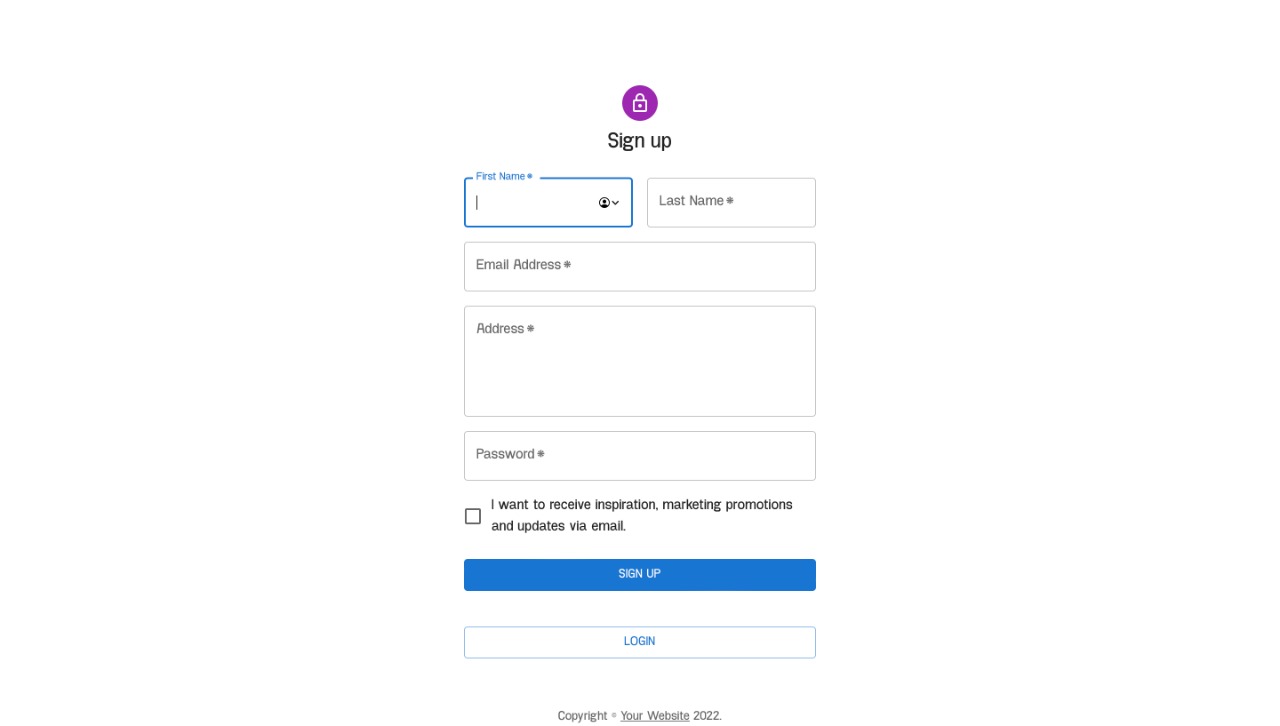 Sign up
First Name *
Last Name *
Email Address *
Address *
Password *
I want to receive inspiration, marketing promotions
and updates via email.
SIGN UP
LOGIN
Copyright © Your Website 2022.